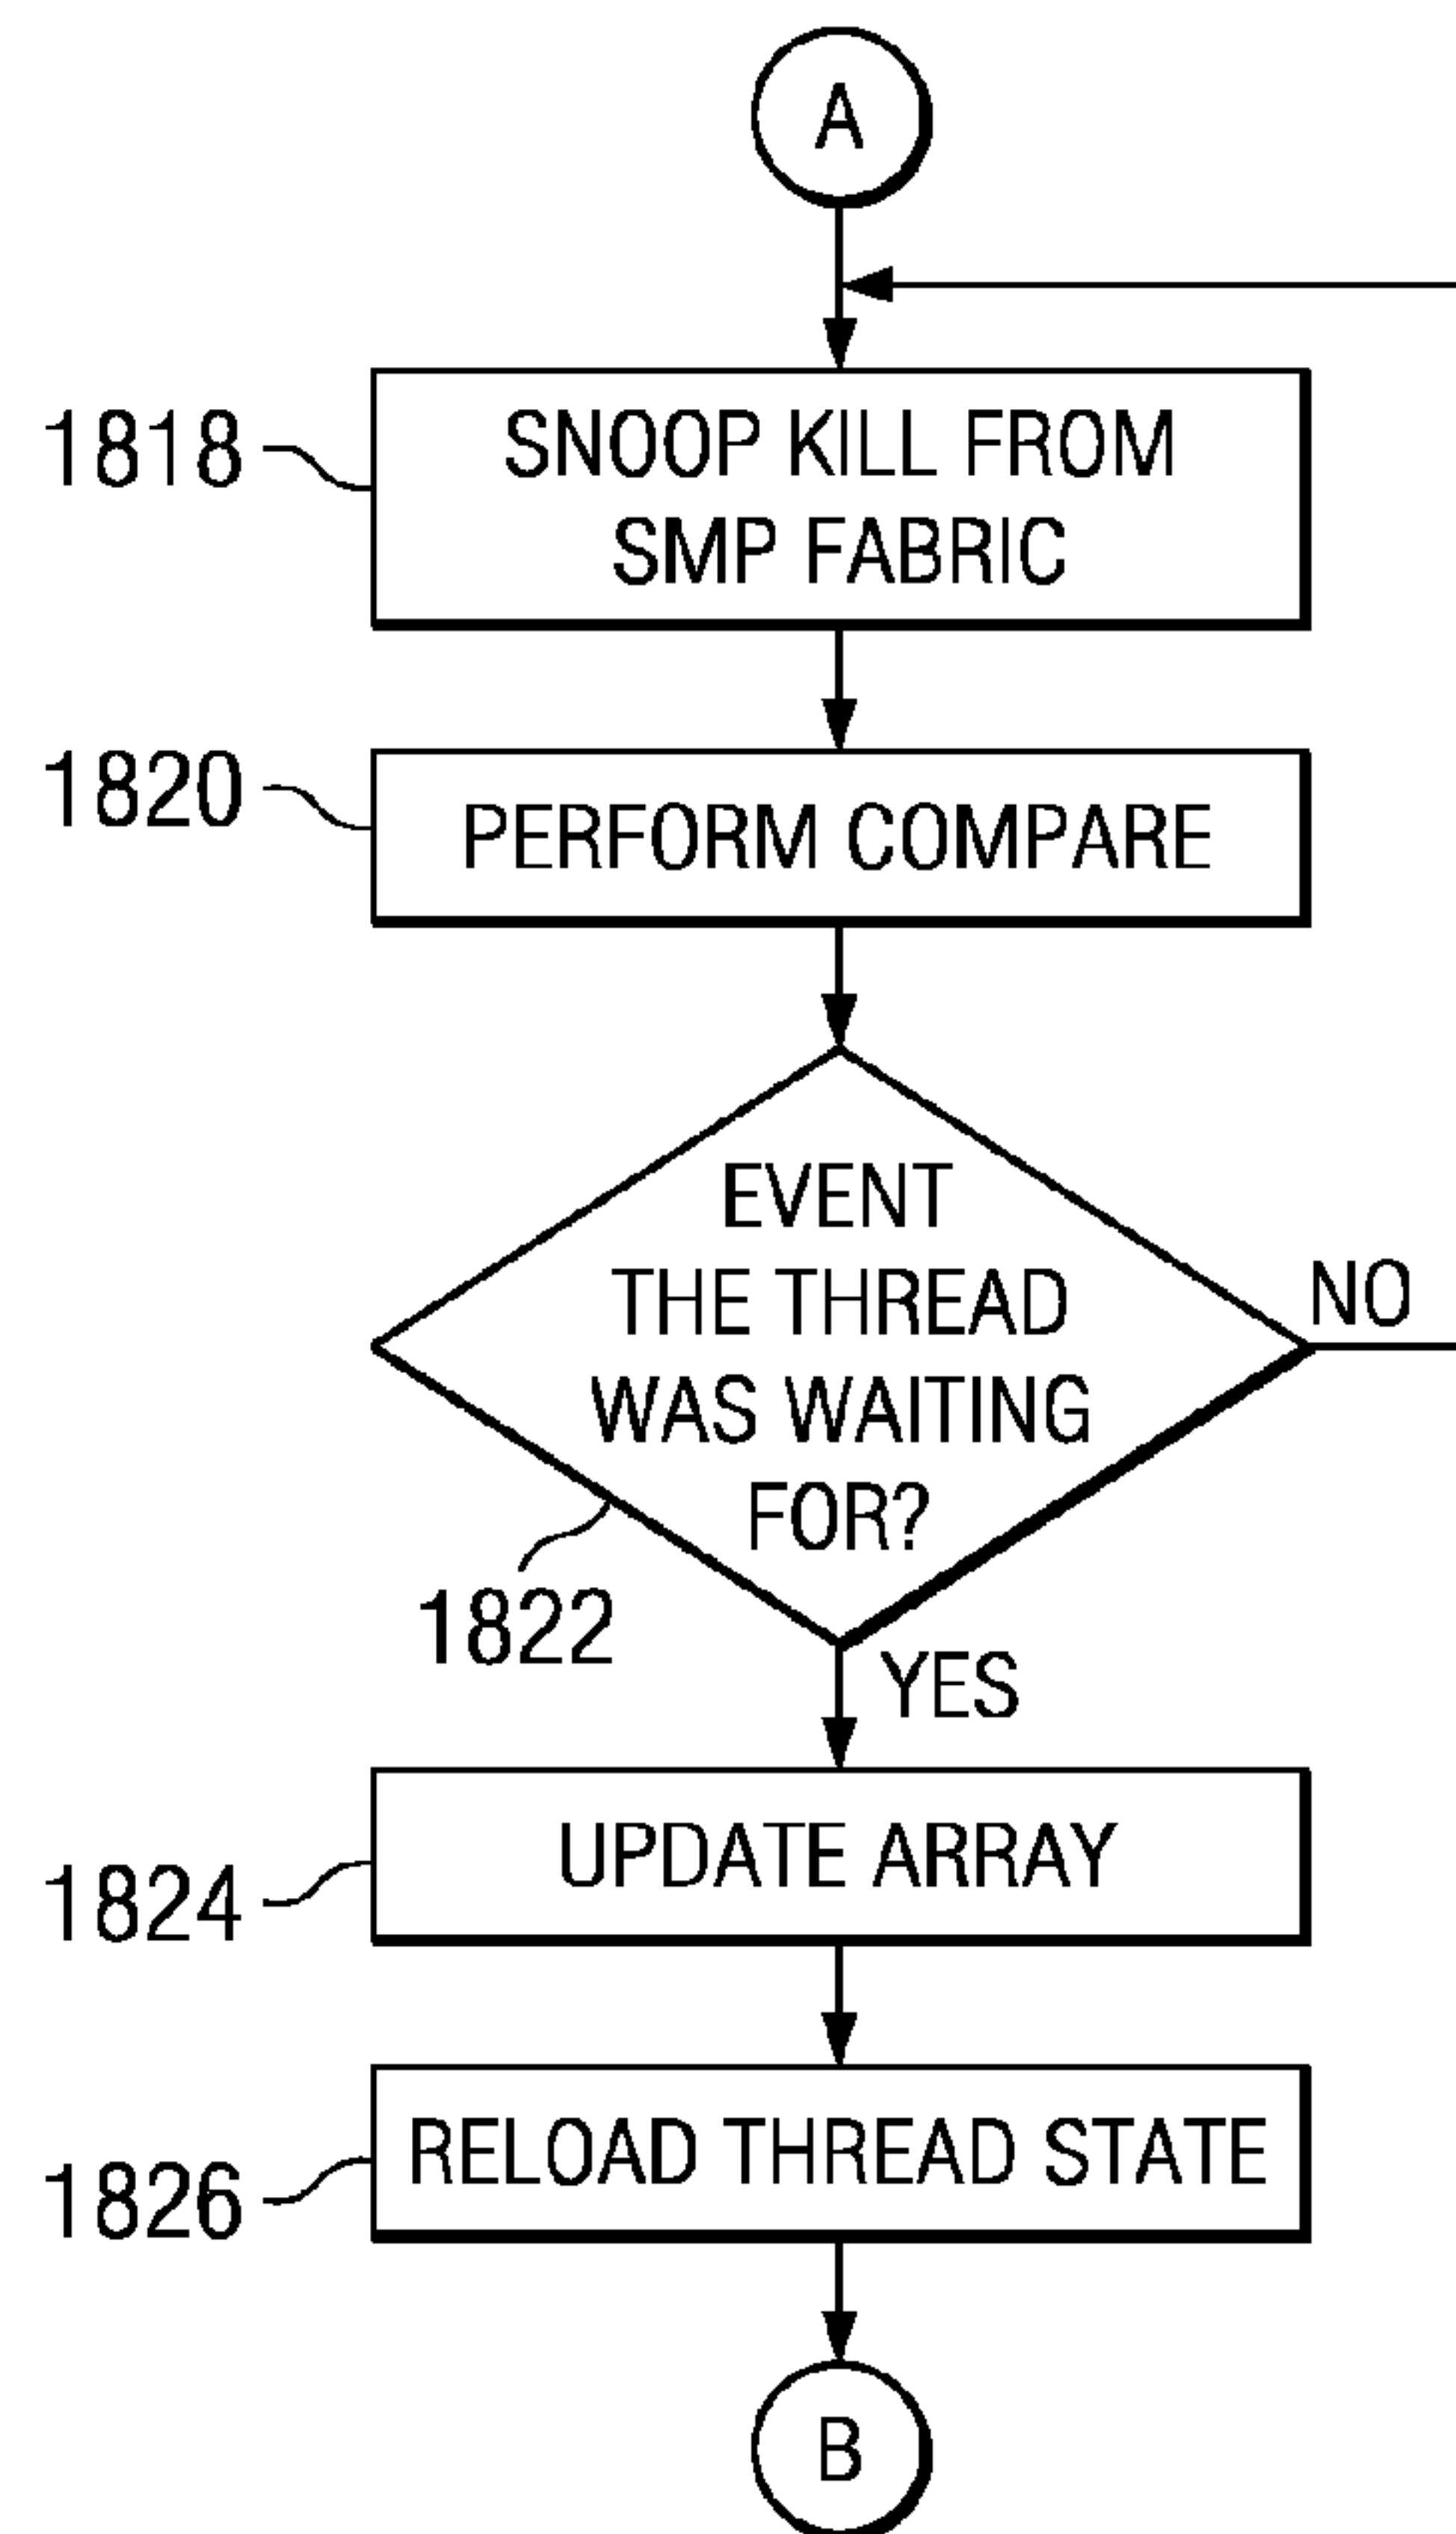 A
1818
SNOOP KILL FROM
SMP FABRIC
1820
PERFORM COMPARE
EVENT
THE THREAD
WAS WAITING
FOR?
NO
1822
YES
UPDATE ARRAY
1824
RELOAD THREAD STATE
1826
B